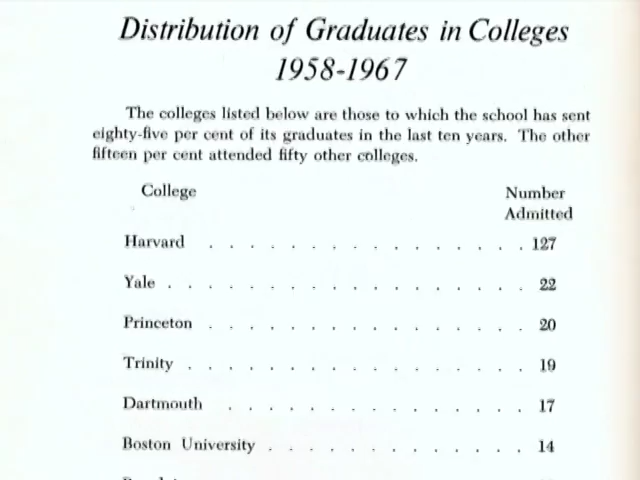 Distribution of Graduates in Colleges
1958-1967
The colleges listed below are those to which the school has sent
eighty-five per cent of its graduates in the last ten years. The other
fifteen per cent attended fifty other colleges.
College Number
Admitted
Harvard . . . . . . . . . . . . . . . . 127
Yale . . . . . . . . . . . . . . . . . . 22
Princeton . . . . . . . . . . . . . . . . 20
Trinity . . . . . . . . . . . . . . . . . 19
Dartmouth . . . . . . . . . . . . . . . 17
Boston University . . . . . . . . . . . . . 14